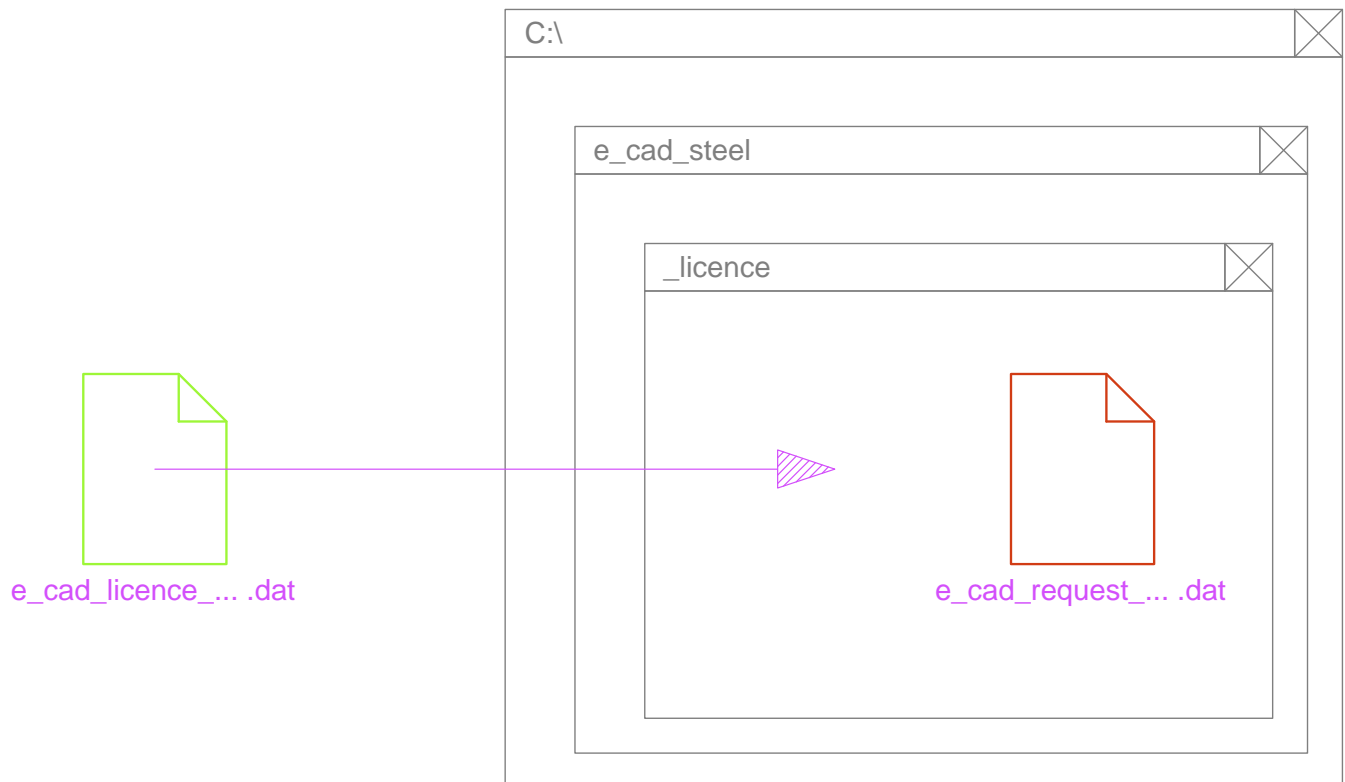 C:\
e_cad_steel
_licence
e_cad_licence_... .dat
e_cad_request_... .dat